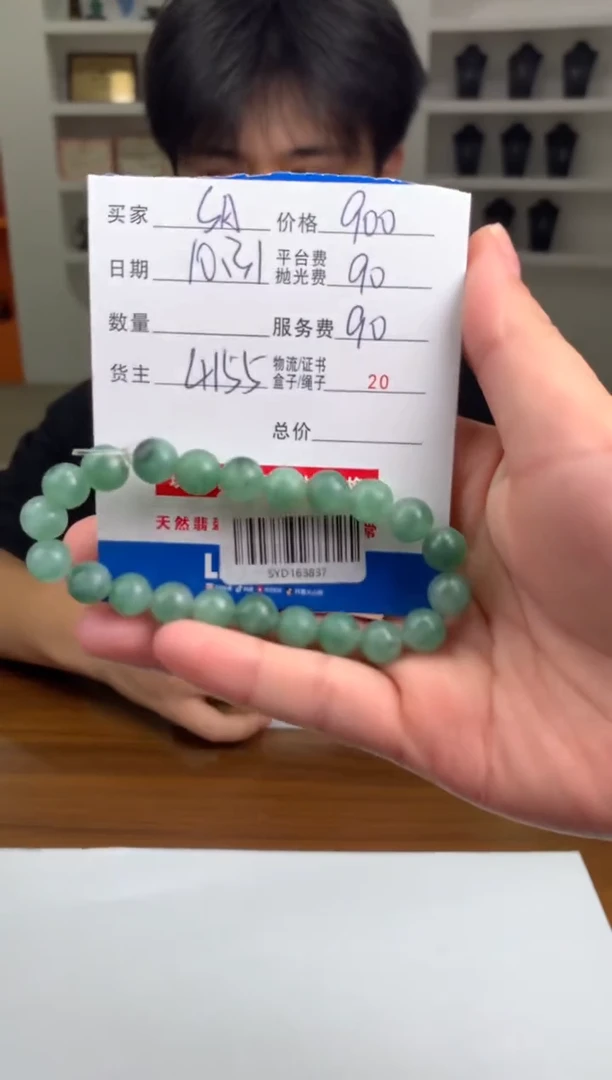 买家 SA 价格 900
日期 10.31 平台费 抛光费 90
数量 服务费 90
货主 4155 物流/证书 盒子/绳子 20
总价
天然翡翠
SYD163837